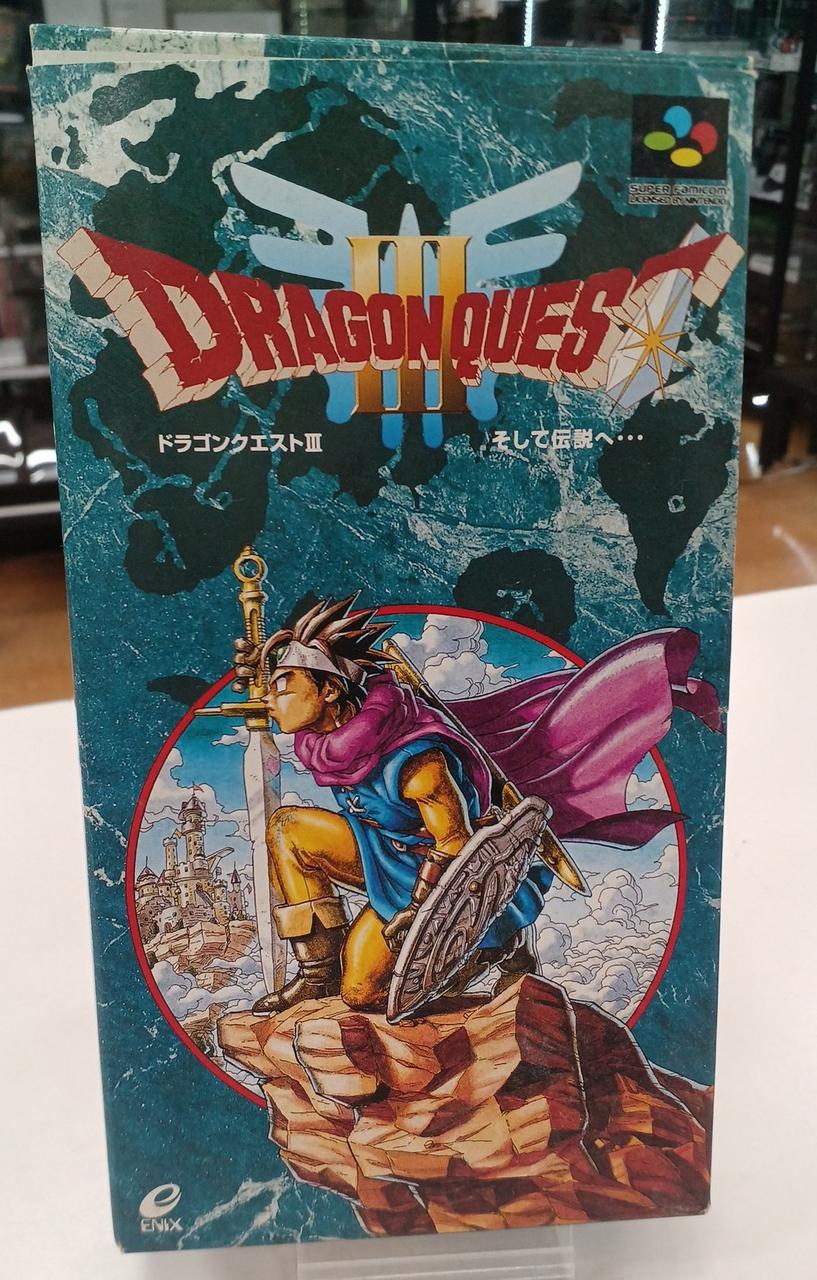 SUPER FAMICOM
LICENSED BY NINTENDO
III
DRAGON QUEST
ドラゴンクエストⅢ
そして伝説へ・・・
ENIX